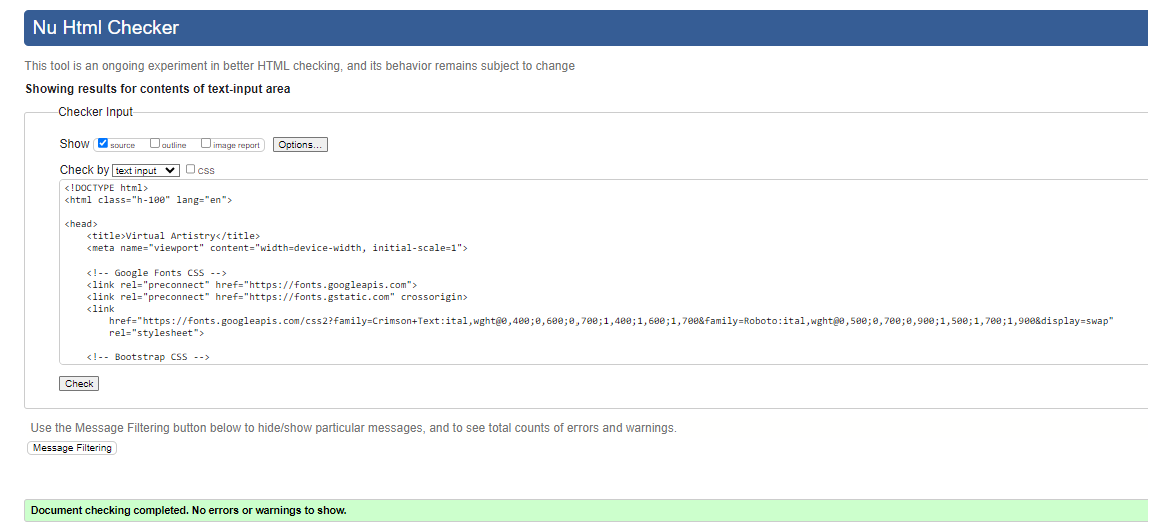 Nu Html Checker
This tool is an ongoing experiment in better HTML checking, and its behavior remains subject to change
Showing results for contents of text-input area
Checker Input
Show source outline image report Options...
Check by text input css
<!DOCTYPE html>
<html class="h-100" lang="en">
<head>
<title>Virtual Artistry</title>
<meta name="viewport" content="width=device-width, initial-scale=1">
<!-- Google Fonts CSS -->
<link rel="preconnect" href="https://fonts.googleapis.com">
<link rel="preconnect" href="https://fonts.gstatic.com" crossorigin>
<link
href="https://fonts.googleapis.com/css2?family=Crimson+Text:ital,wght@0,400;0,600;0,700;1,400;1,600;1,700&family=Roboto:ital,wght@0,500;0,700;0,900;1,500;1,700;1,900&display=swap"
rel="stylesheet">
<!-- Bootstrap CSS -->
Check
Use the Message Filtering button below to hide/show particular messages, and to see total counts of errors and warnings.
Message Filtering
Document checking completed. No errors or warnings to show.